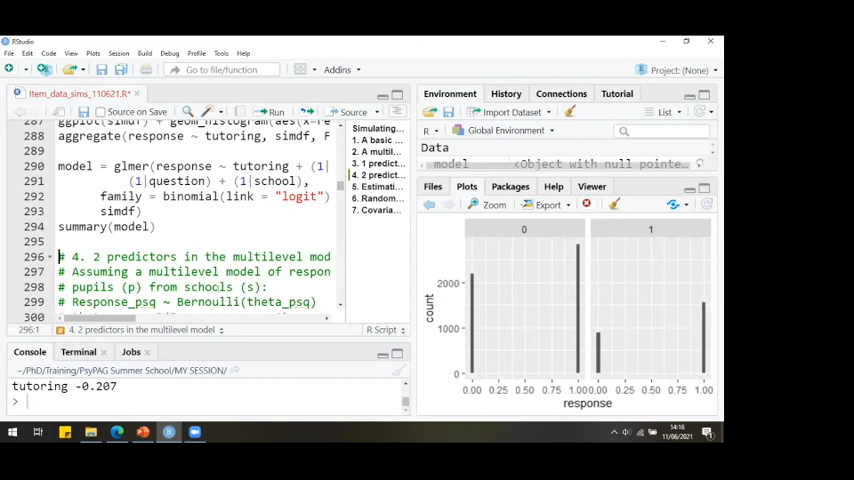 RStudio
File Edit Code View Plots Session Build Debug Profile Tools Help
Go to file/function
Addins
Project: (None)
Item_data_sims_110621.R*
Source on Save
Run
Source
287
288 aggregate(response ~ tutoring, simdf, F
289
290 model = glmer(response ~ tutoring + (1|
291 (1|question) + (1|school),
292 family = binomial(link = "logit")
293 simdf)
294 summary(model)
295
296 # 4. 2 predictors in the multilevel mod
297 # Assuming a multilevel model of respon
298 # pupils (p) from schools (s):
299 # Response_psq ~ Bernoulli(theta_psq)
300
Simulating...
1. A basic ...
2. A multil...
3. 1 predict...
4. 2 predict...
5. Estimati...
6. Random...
7. Covaria...
296:1 4. 2 predictors in the multilevel model R Script
Console Terminal Jobs
~/PhD/Training/PsyPAG Summer School/MY SESSION/
tutoring -0.207
>
Environment History Connections Tutorial
Import Dataset List
R Global Environment
Data
model <Object with null pointe...
Files Plots Packages Help Viewer
Zoom Export
0 1
count
2000
1000
0
0.00 0.25 0.50 0.75 1.00 0.00 0.25 0.50 0.75 1.00
response
14:16
11/06/2021